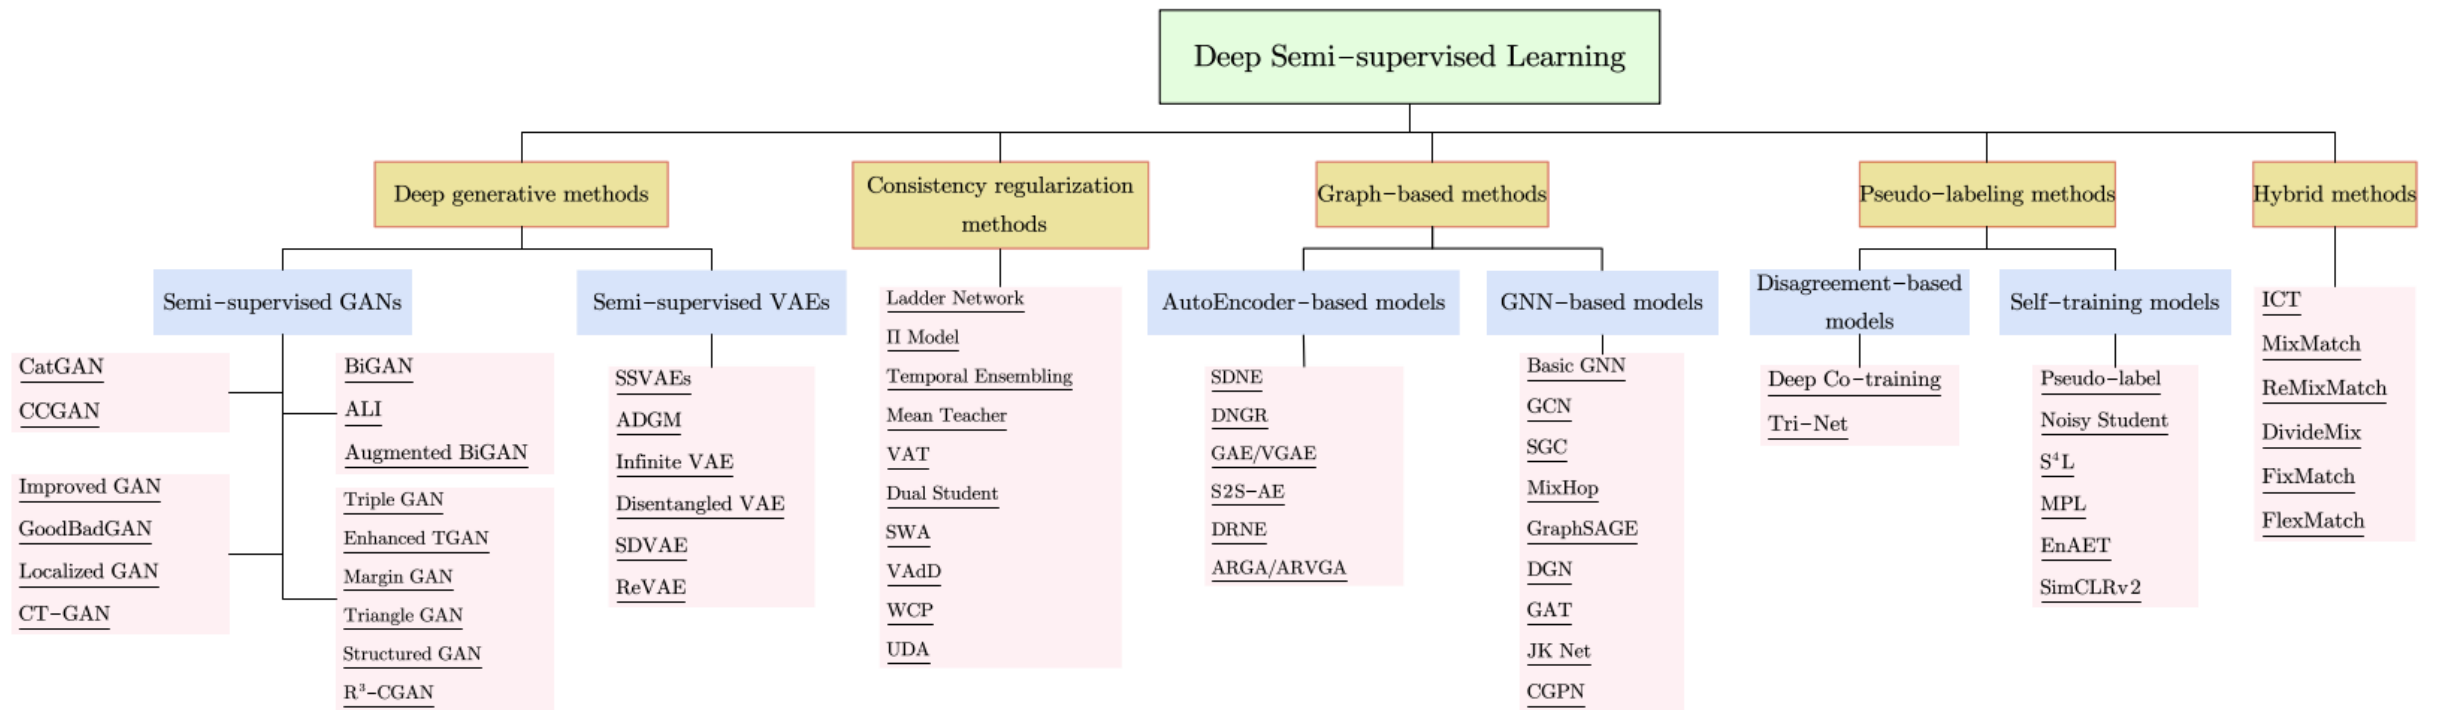 Deep Semi-supervised Learning
Deep generative methods
Consistency regularization
methods
Graph-based methods
Pseudo-labeling methods
Hybrid methods
Semi-supervised GANs
CatGAN
CCGAN
Improved GAN
GoodBadGAN
Localized GAN
CT-GAN
BiGAN
ALI
Augmented BiGAN
Triple GAN
Enhanced TGAN
Margin GAN
Triangle GAN
Structured GAN
R³-CGAN
Semi-supervised VAEs
SSVAEs
ADGM
Infinite VAE
Disentangled VAE
SDVAE
ReVAE
Ladder Network
Π Model
Temporal Ensembling
Mean Teacher
VAT
Dual Student
SWA
VAdD
WCP
UDA
AutoEncoder-based models
SDNE
DNGR
GAE/VGAE
S2S-AE
DRNE
ARGA/ARVGA
GNN-based models
Basic GNN
GCN
SGC
MixHop
GraphSAGE
DGN
GAT
JK Net
CGPN
Disagreement-based
models
Deep Co-training
Tri-Net
Self-training models
Pseudo-label
Noisy Student
S⁴L
MPL
EnAET
SimCLRv2
ICT
MixMatch
ReMixMatch
DivideMix
FixMatch
FlexMatch